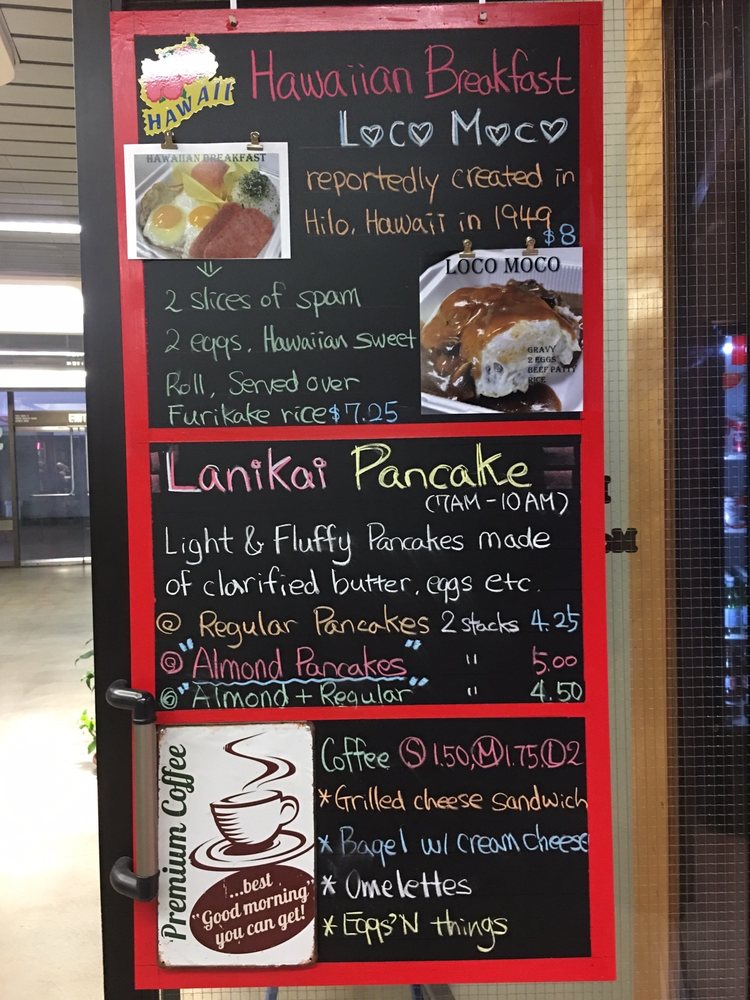 HAWAII
Hawaiian Breakfast
Loco Moco
HAWAIIAN BREAKFAST
reportedly created in
Hilo, Hawaii in 1949
$8
2 slices of spam
2 eggs, Hawaiian sweet
Roll, Served over
Furikake rice $7.25
LOCO MOCO
GRAVY
2 EGGS
BEEF PATTY
RICE
Lanikai Pancake
(7AM-10AM)
Light & Fluffy Pancakes made
of clarified butter, eggs etc.
@ Regular Pancakes 2 stacks 4.25
@ "Almond Pancakes" " 5.00
@ "Almond + Regular" " 4.50
Premium Coffee
...best
"Good morning"
you can get!
Coffee Ⓢ 1.50, Ⓜ 1.75, Ⓛ 2
*Grilled cheese sandwich
* Bagel w/ cream cheese
* Omelettes
* Eggs'N things